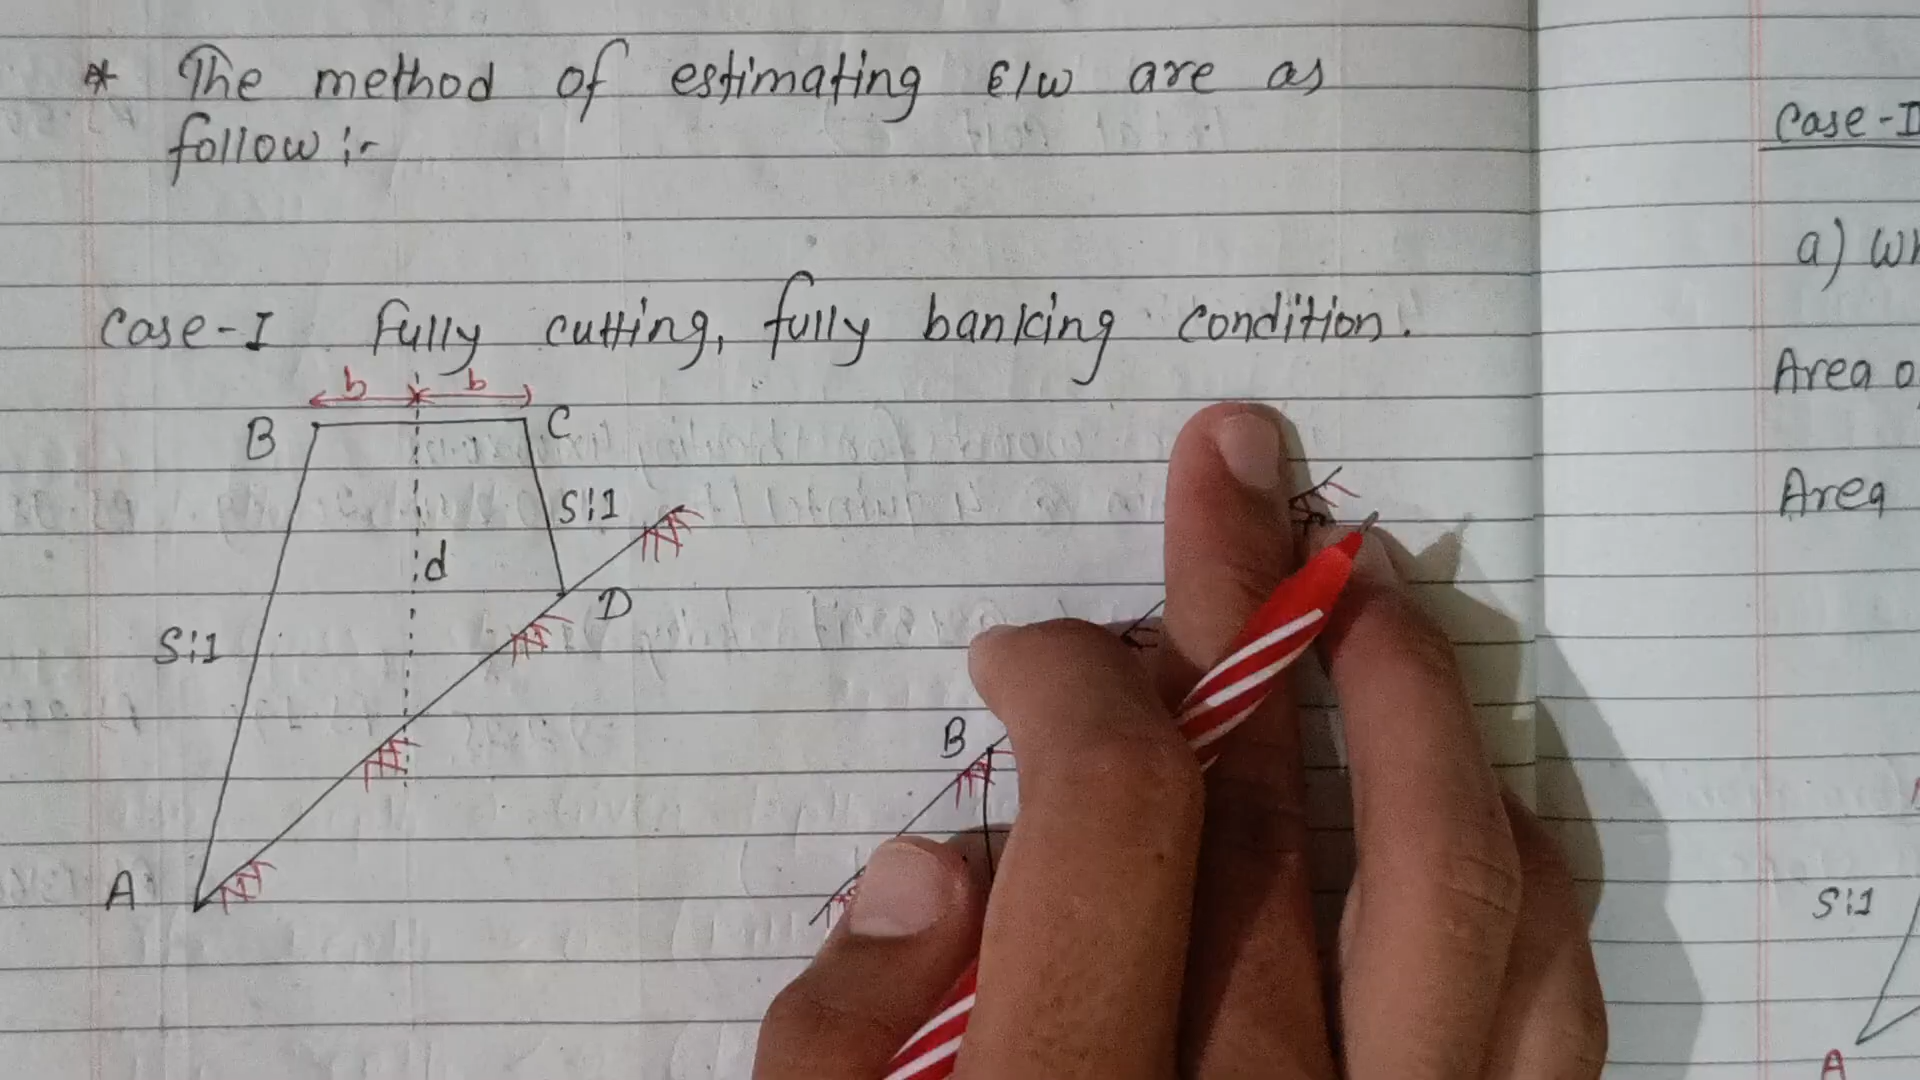 * The method of estimating E/W are as
follow :-
Case-I Fully cutting, fully banking condition.
b b
B C
S:1
d
D
S:1
B
A
Case-II
a)
Area
Area
S:1
A